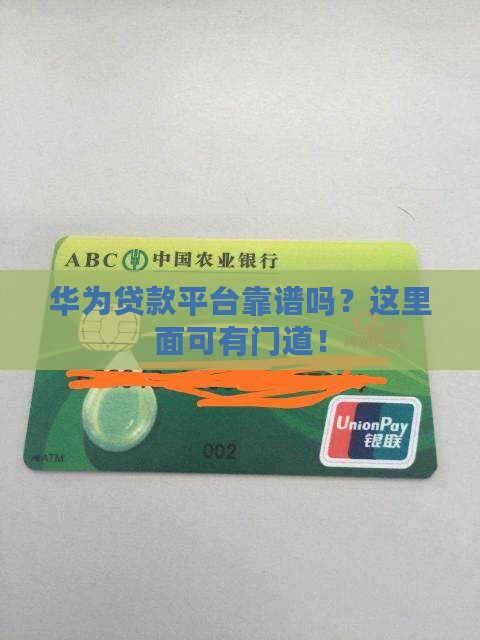 ABC 中国农业银行
华为贷款平台靠谱吗？这里
面可有门道！
UnionPay
银联
002
ATM